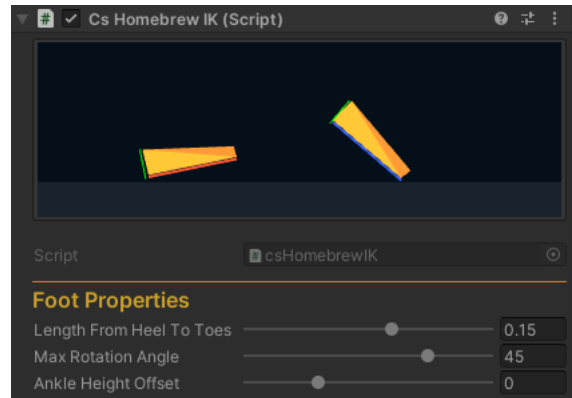 Cs Homebrew IK (Script)
Script csHomebrewIK
Foot Properties
Length From Heel To Toes 0.15
Max Rotation Angle 45
Ankle Height Offset 0